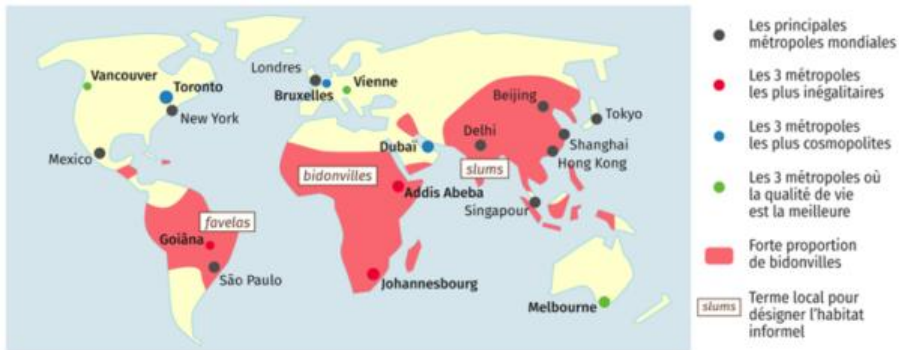 Vancouver
Toronto
New York
Mexico
Londres
Bruxelles
Vienne
Dubaï
Delhi
Beijing
Tokyo
Shanghai
Hong Kong
Singapour
bidonvilles
slums
Addis Abeba
favelas
Goiâna
São Paulo
Johannesbourg
Melbourne
Les principales
métropoles mondiales
Les 3 métropoles
les plus inégalitaires
Les 3 métropoles
les plus cosmopolites
Les 3 métropoles où
la qualité de vie
est la meilleure
Forte proportion
de bidonvilles
slums
Terme local pour
désigner l'habitat
informel